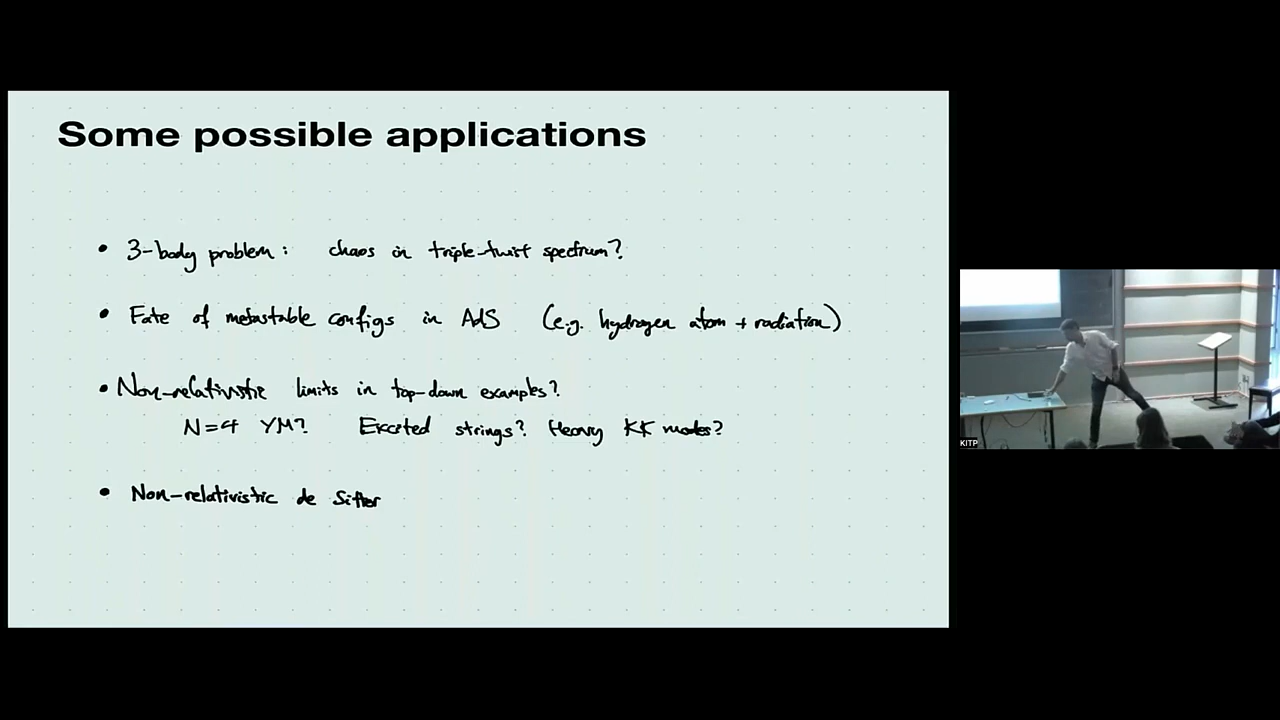 Some possible applications
• 3-body problem: chaos in triple-twist spectrum?
• Fate of metastable configs in AdS (e.g. hydrogen atom + radiation)
• Non-relativistic limits in top-down examples?
N=4 YM? Excited strings? Heavy KK modes?
• Non-relativistic de Sitter
KITP